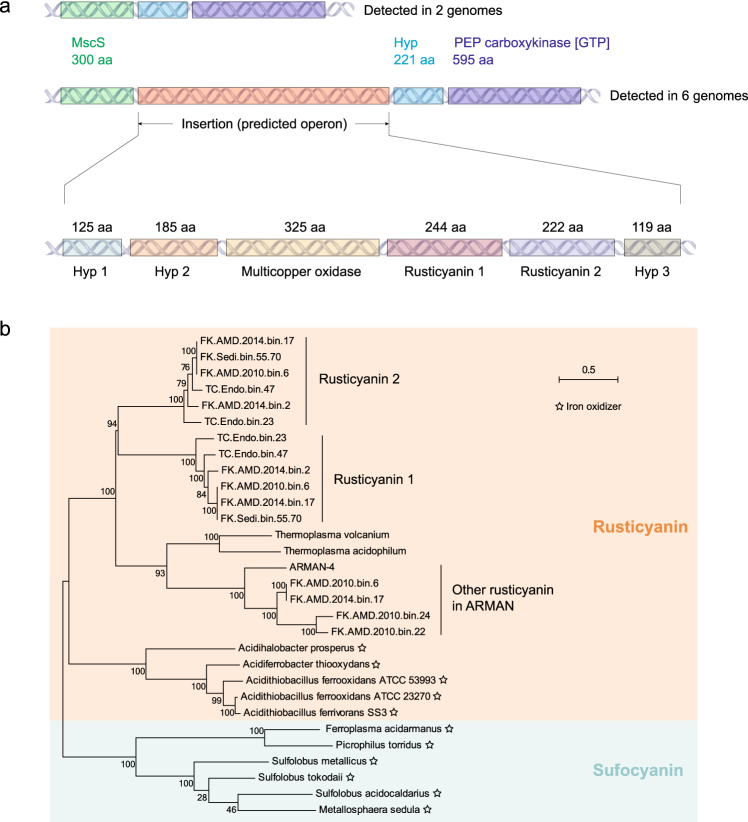 a
Detected in 2 genomes
MscS
300 aa
Hyp
221 aa
PEP carboxykinase [GTP]
595 aa
Detected in 6 genomes
Insertion (predicted operon)
125 aa
185 aa
325 aa
244 aa
222 aa
119 aa
Hyp 1
Hyp 2
Multicopper oxidase
Rusticyanin 1
Rusticyanin 2
Hyp 3
b
FK.AMD.2014.bin.17
100
FK.Sedi.bin.55.70
76
FK.AMD.2010.bin.6
79
TC.Endo.bin.47
100
FK.AMD.2014.bin.2
TC.Endo.bin.23
Rusticyanin 2
0.5
Iron oxidizer
94
TC.Endo.bin.23
TC.Endo.bin.47
100
FK.AMD.2014.bin.2
100
FK.AMD.2010.bin.6
84
FK.AMD.2014.bin.17
100
FK.Sedi.bin.55.70
Rusticyanin 1
100
Rusticyanin
100
Thermoplasma volcanium
Thermoplasma acidophilum
93
ARMAN-4
100
FK.AMD.2010.bin.6
100
FK.AMD.2014.bin.17
100
FK.AMD.2010.bin.24
100
FK.AMD.2010.bin.22
Other rusticyanin
in ARMAN
Acidihalobacter prosperus
100
Acidiferrobacter thiooxydans
100
Acidithiobacillus ferrooxidans ATCC 53993
99
Acidithiobacillus ferrooxidans ATCC 23270
100
Acidithiobacillus ferrivorans SS3
Ferroplasma acidarmanus
100
Picrophilus torridus
100
Sulfolobus metallicus
100
Sulfolobus tokodaii
28
Sulfolobus acidocaldarius
46
Metallosphaera sedula
Sufocyanin